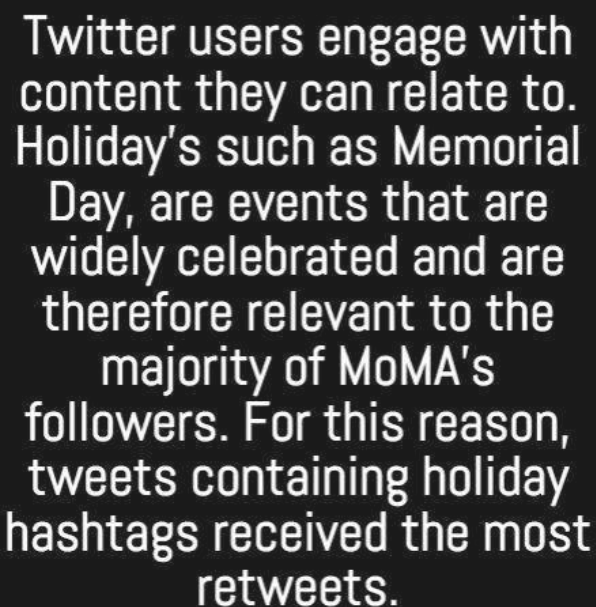 Twitter users engage with
content they can relate to.
Holiday's such as Memorial
Day, are events that are
widely celebrated and are
therefore relevant to the
majority of MoMA's
followers. For this reason,
tweets containing holiday
hashtags received the most
retweets.